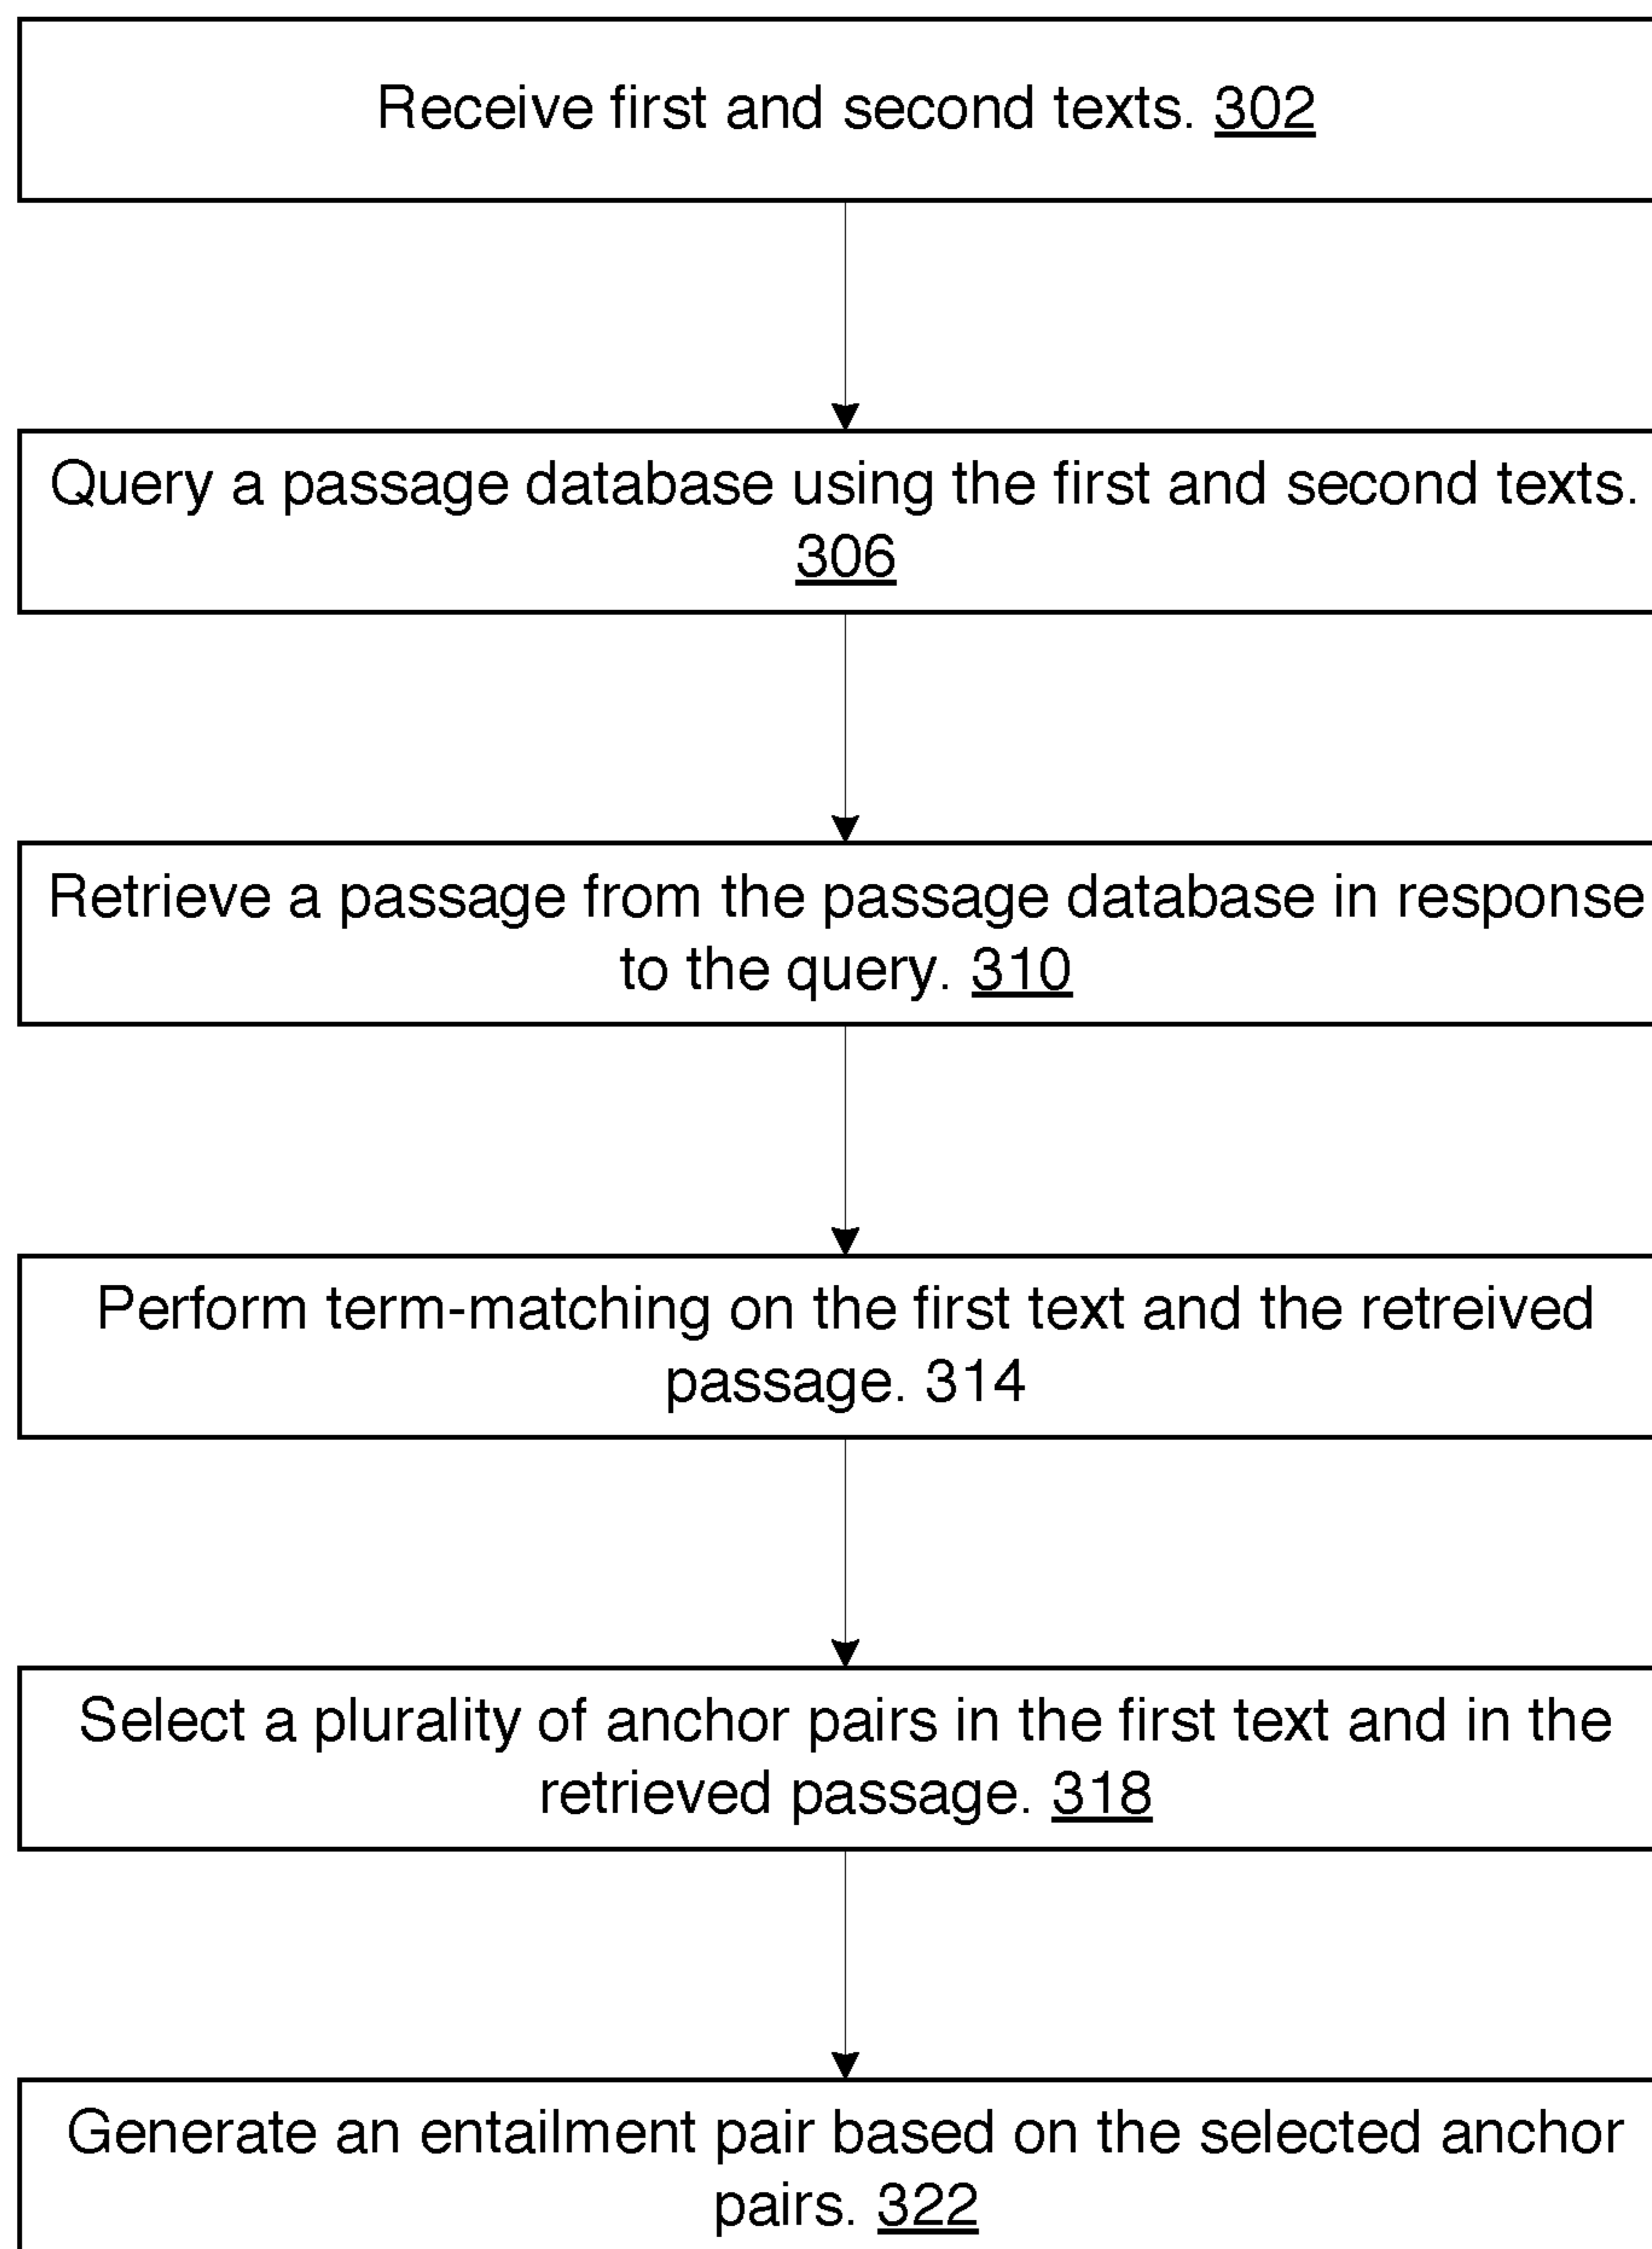 Receive first and second texts. 302
Query a passage database using the first and second texts.
306
Retrieve a passage from the passage database in response
to the query. 310
Perform term-matching on the first text and the retreived
passage. 314
Select a plurality of anchor pairs in the first text and in the
retrieved passage. 318
Generate an entailment pair based on the selected anchor
pairs. 322